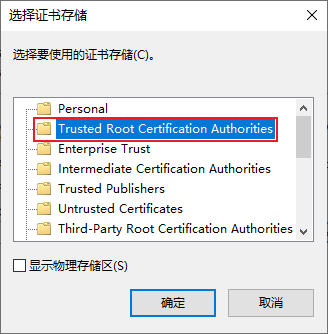 选择证书存储
选择要使用的证书存储(C)。
Personal
Trusted Root Certification Authorities
Enterprise Trust
Intermediate Certification Authorities
Trusted Publishers
Untrusted Certificates
Third-Party Root Certification Authorities
显示物理存储区(S)
确定
取消